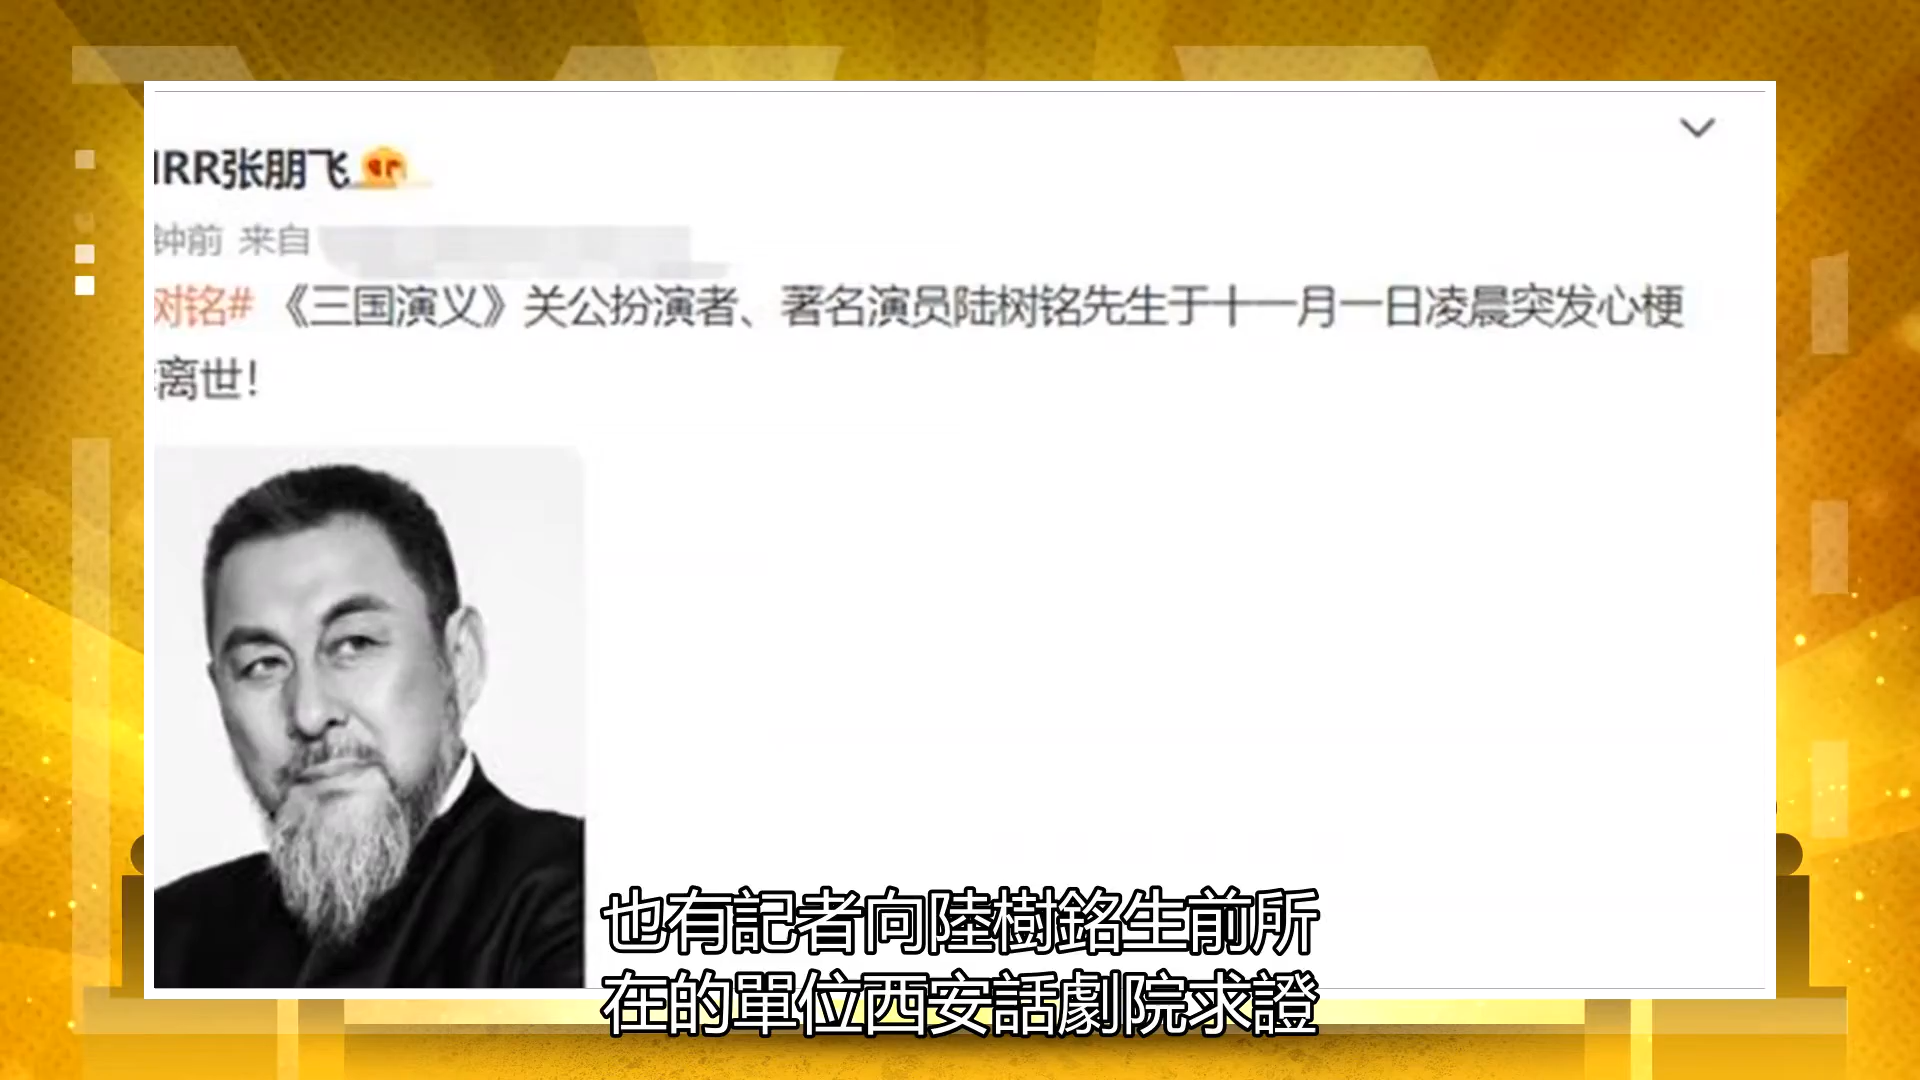 IRR张朋飞
钟前 来自
树铭# 《三国演义》关公扮演者、著名演员陆树铭先生于十一月一日凌晨突发心梗
离世！
也有記者向陸樹銘生前所
在的單位西安話劇院求證